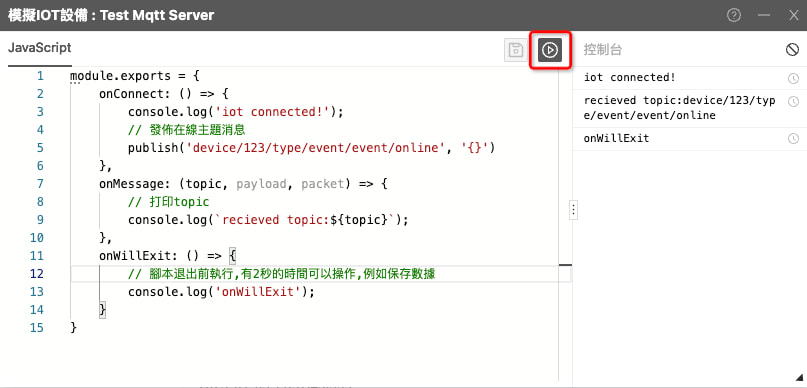 模擬IOT設備 : Test Mqtt Server
JavaScript
控制台
1 module.exports = {
2 onConnect: () => {
3 console.log('iot connected!');
4 // 發佈在線主題消息
5 publish('device/123/type/event/event/online', '{}')
6 },
7 onMessage: (topic, payload, packet) => {
8 // 打印topic
9 console.log(`recieved topic:${topic}`);
10 },
11 onWillExit: () => {
12 // 腳本退出前執行,有2秒的時間可以操作,例如保存數據
13 console.log('onWillExit');
14 }
15 }
iot connected!
recieved topic:device/123/typ
e/event/event/online
onWillExit